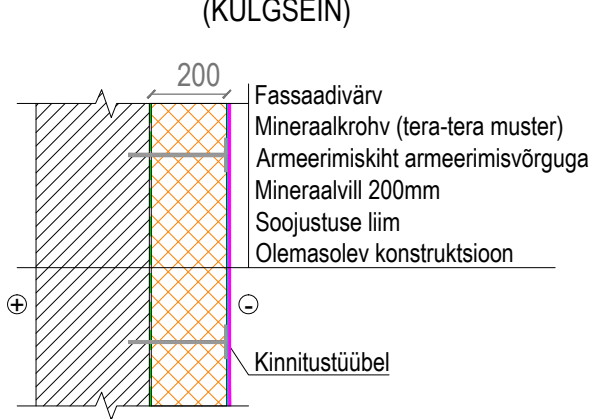 (KÜLGSEIN)
200
Fassaadivärv
Mineraalkrohv (tera-tera muster)
Armeerimiskiht armeerimisvõrguga
Mineraalvill 200mm
Soojustuse liim
Olemasolev konstruktsioon
+ -
Kinnitustüübel